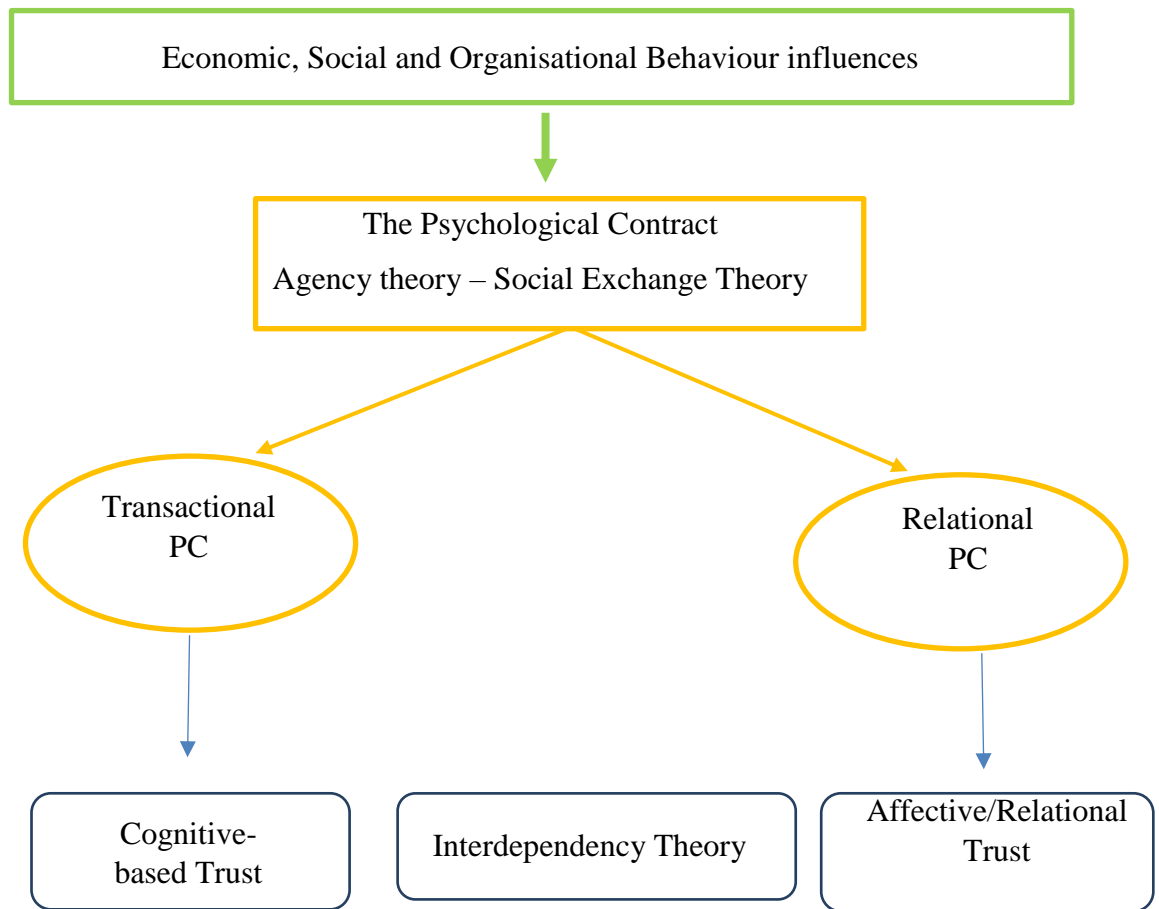 Economic, Social and Organisational Behaviour influences
The Psychological Contract
Agency theory – Social Exchange Theory
Transactional
PC
Relational
PC
Cognitive-
based Trust
Interdependency Theory
Affective/Relational
Trust